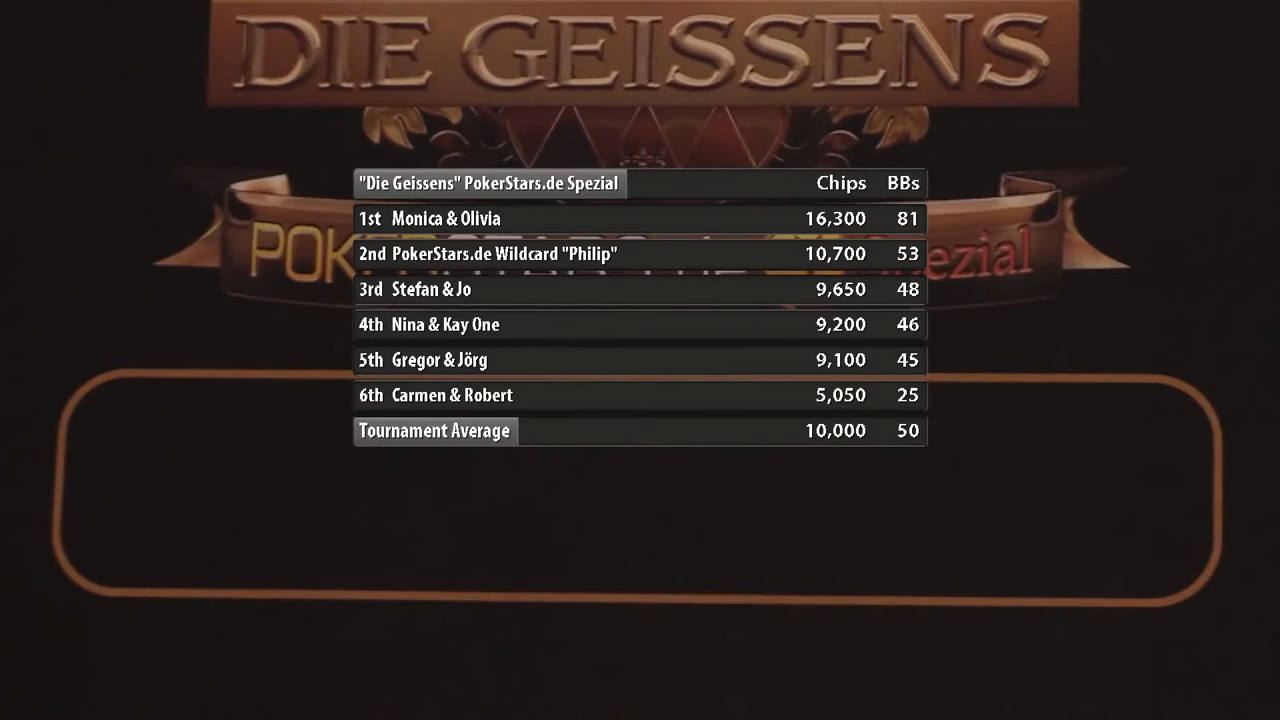 DIE GEISSENS
"Die Geissens" PokerStars.de Spezial Chips BBs
1st Monica & Olivia 16,300 81
2nd PokerStars.de Wildcard "Philip" 10,700 53
3rd Stefan & Jo 9,650 48
4th Nina & Kay One 9,200 46
5th Gregor & Jörg 9,100 45
6th Carmen & Robert 5,050 25
Tournament Average 10,000 50